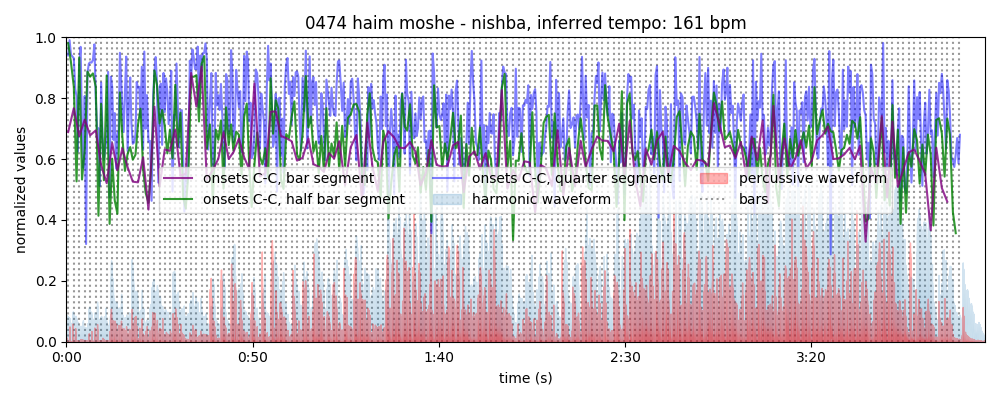 0474 haim moshe - nishba, inferred tempo: 161 bpm
1.0
0.8
0.6
0.4
0.2
0.0
normalized values
onsets C-C, bar segment
onsets C-C, half bar segment
onsets C-C, quarter segment
harmonic waveform
percussive waveform
bars
0:00 0:50 1:40 2:30 3:20
time (s)